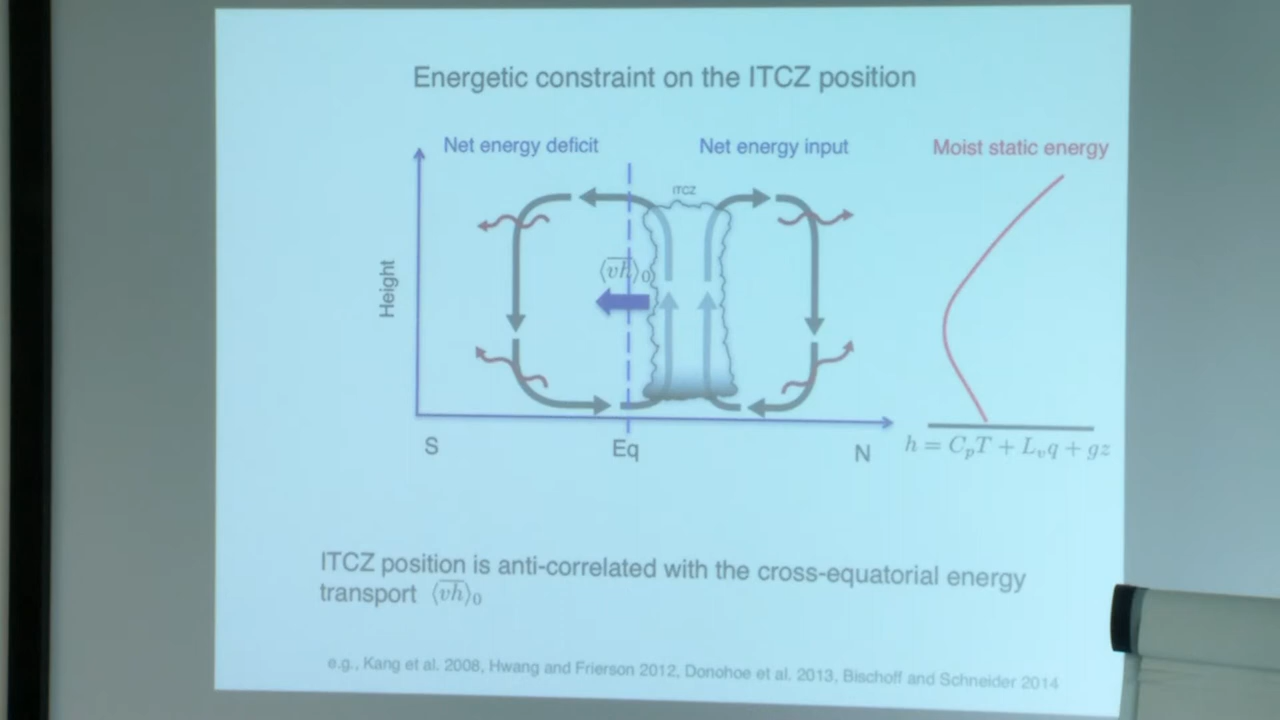 Energetic constraint on the ITCZ position
Net energy deficit
Net energy input
Moist static energy
ITCZ
⟨v̅h̅⟩₀
Height
S
Eq
N
h = CₚT + Lᵥq + gz
ITCZ position is anti-correlated with the cross-equatorial energy
transport ⟨v̅h̅⟩₀
e.g., Kang et al. 2008, Hwang and Frierson 2012, Donohoe et al. 2013, Bischoff and Schneider 2014